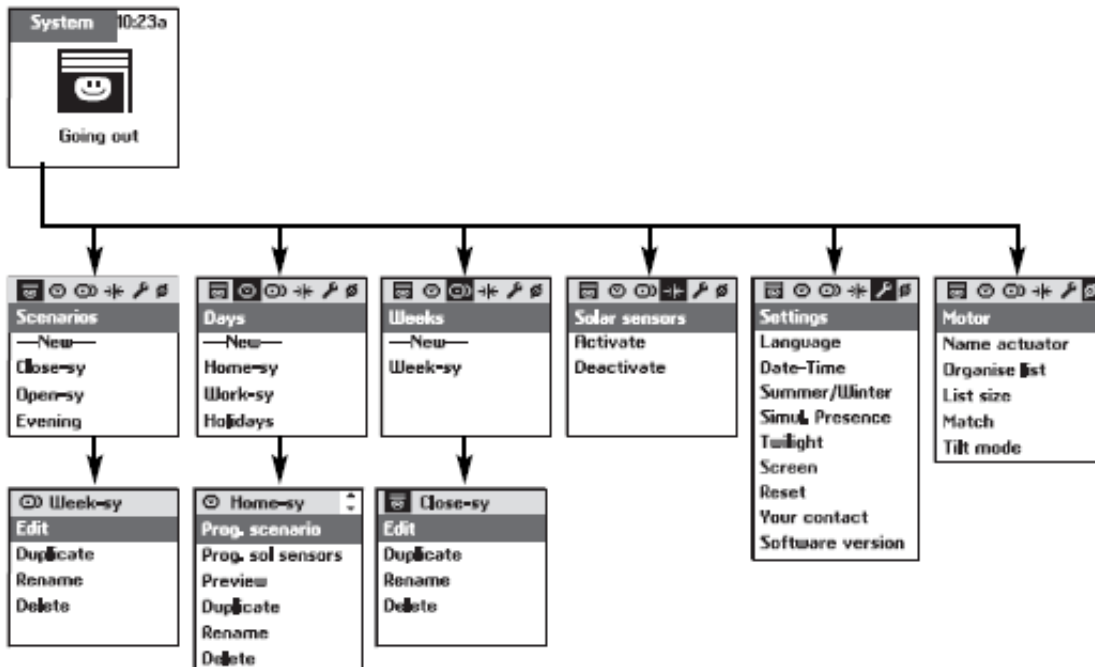 System 10:23a
Going out
Scenarios
—New—
Close-sy
Open-sy
Evening
Days
—New—
Home-sy
Work-sy
Holidays
Weeks
—New—
Week-sy
Solar sensors
Activate
Deactivate
Settings
Language
Date-Time
Summer/Winter
Simul. Presence
Twilight
Screen
Reset
Your contact
Software version
Motor
Name actuator
Organise list
List size
Match
Tilt mode
Week-sy
Edit
Duplicate
Rename
Delete
Home-sy
Prog. scenario
Prog. sol sensors
Preview
Duplicate
Rename
Delete
Close-sy
Edit
Duplicate
Rename
Delete